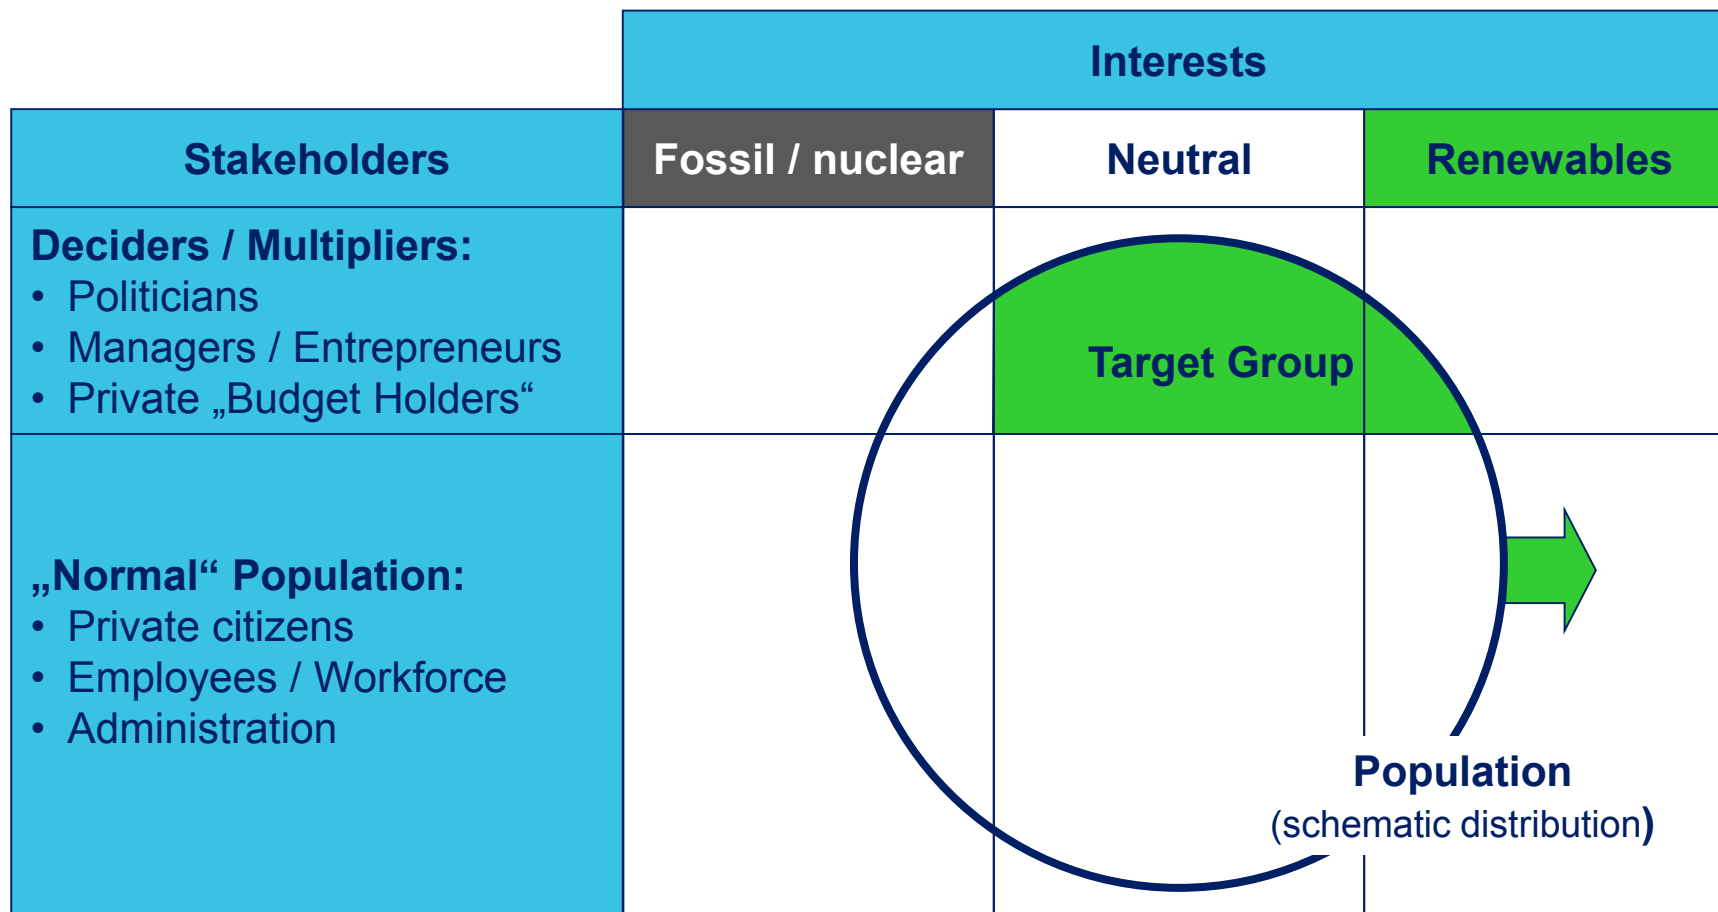 Interests
Stakeholders
Fossil / nuclear
Neutral
Renewables
Deciders / Multipliers:
• Politicians
• Managers / Entrepreneurs
• Private „Budget Holders“
Target Group
„Normal“ Population:
• Private citizens
• Employees / Workforce
• Administration
Population
(schematic distribution)